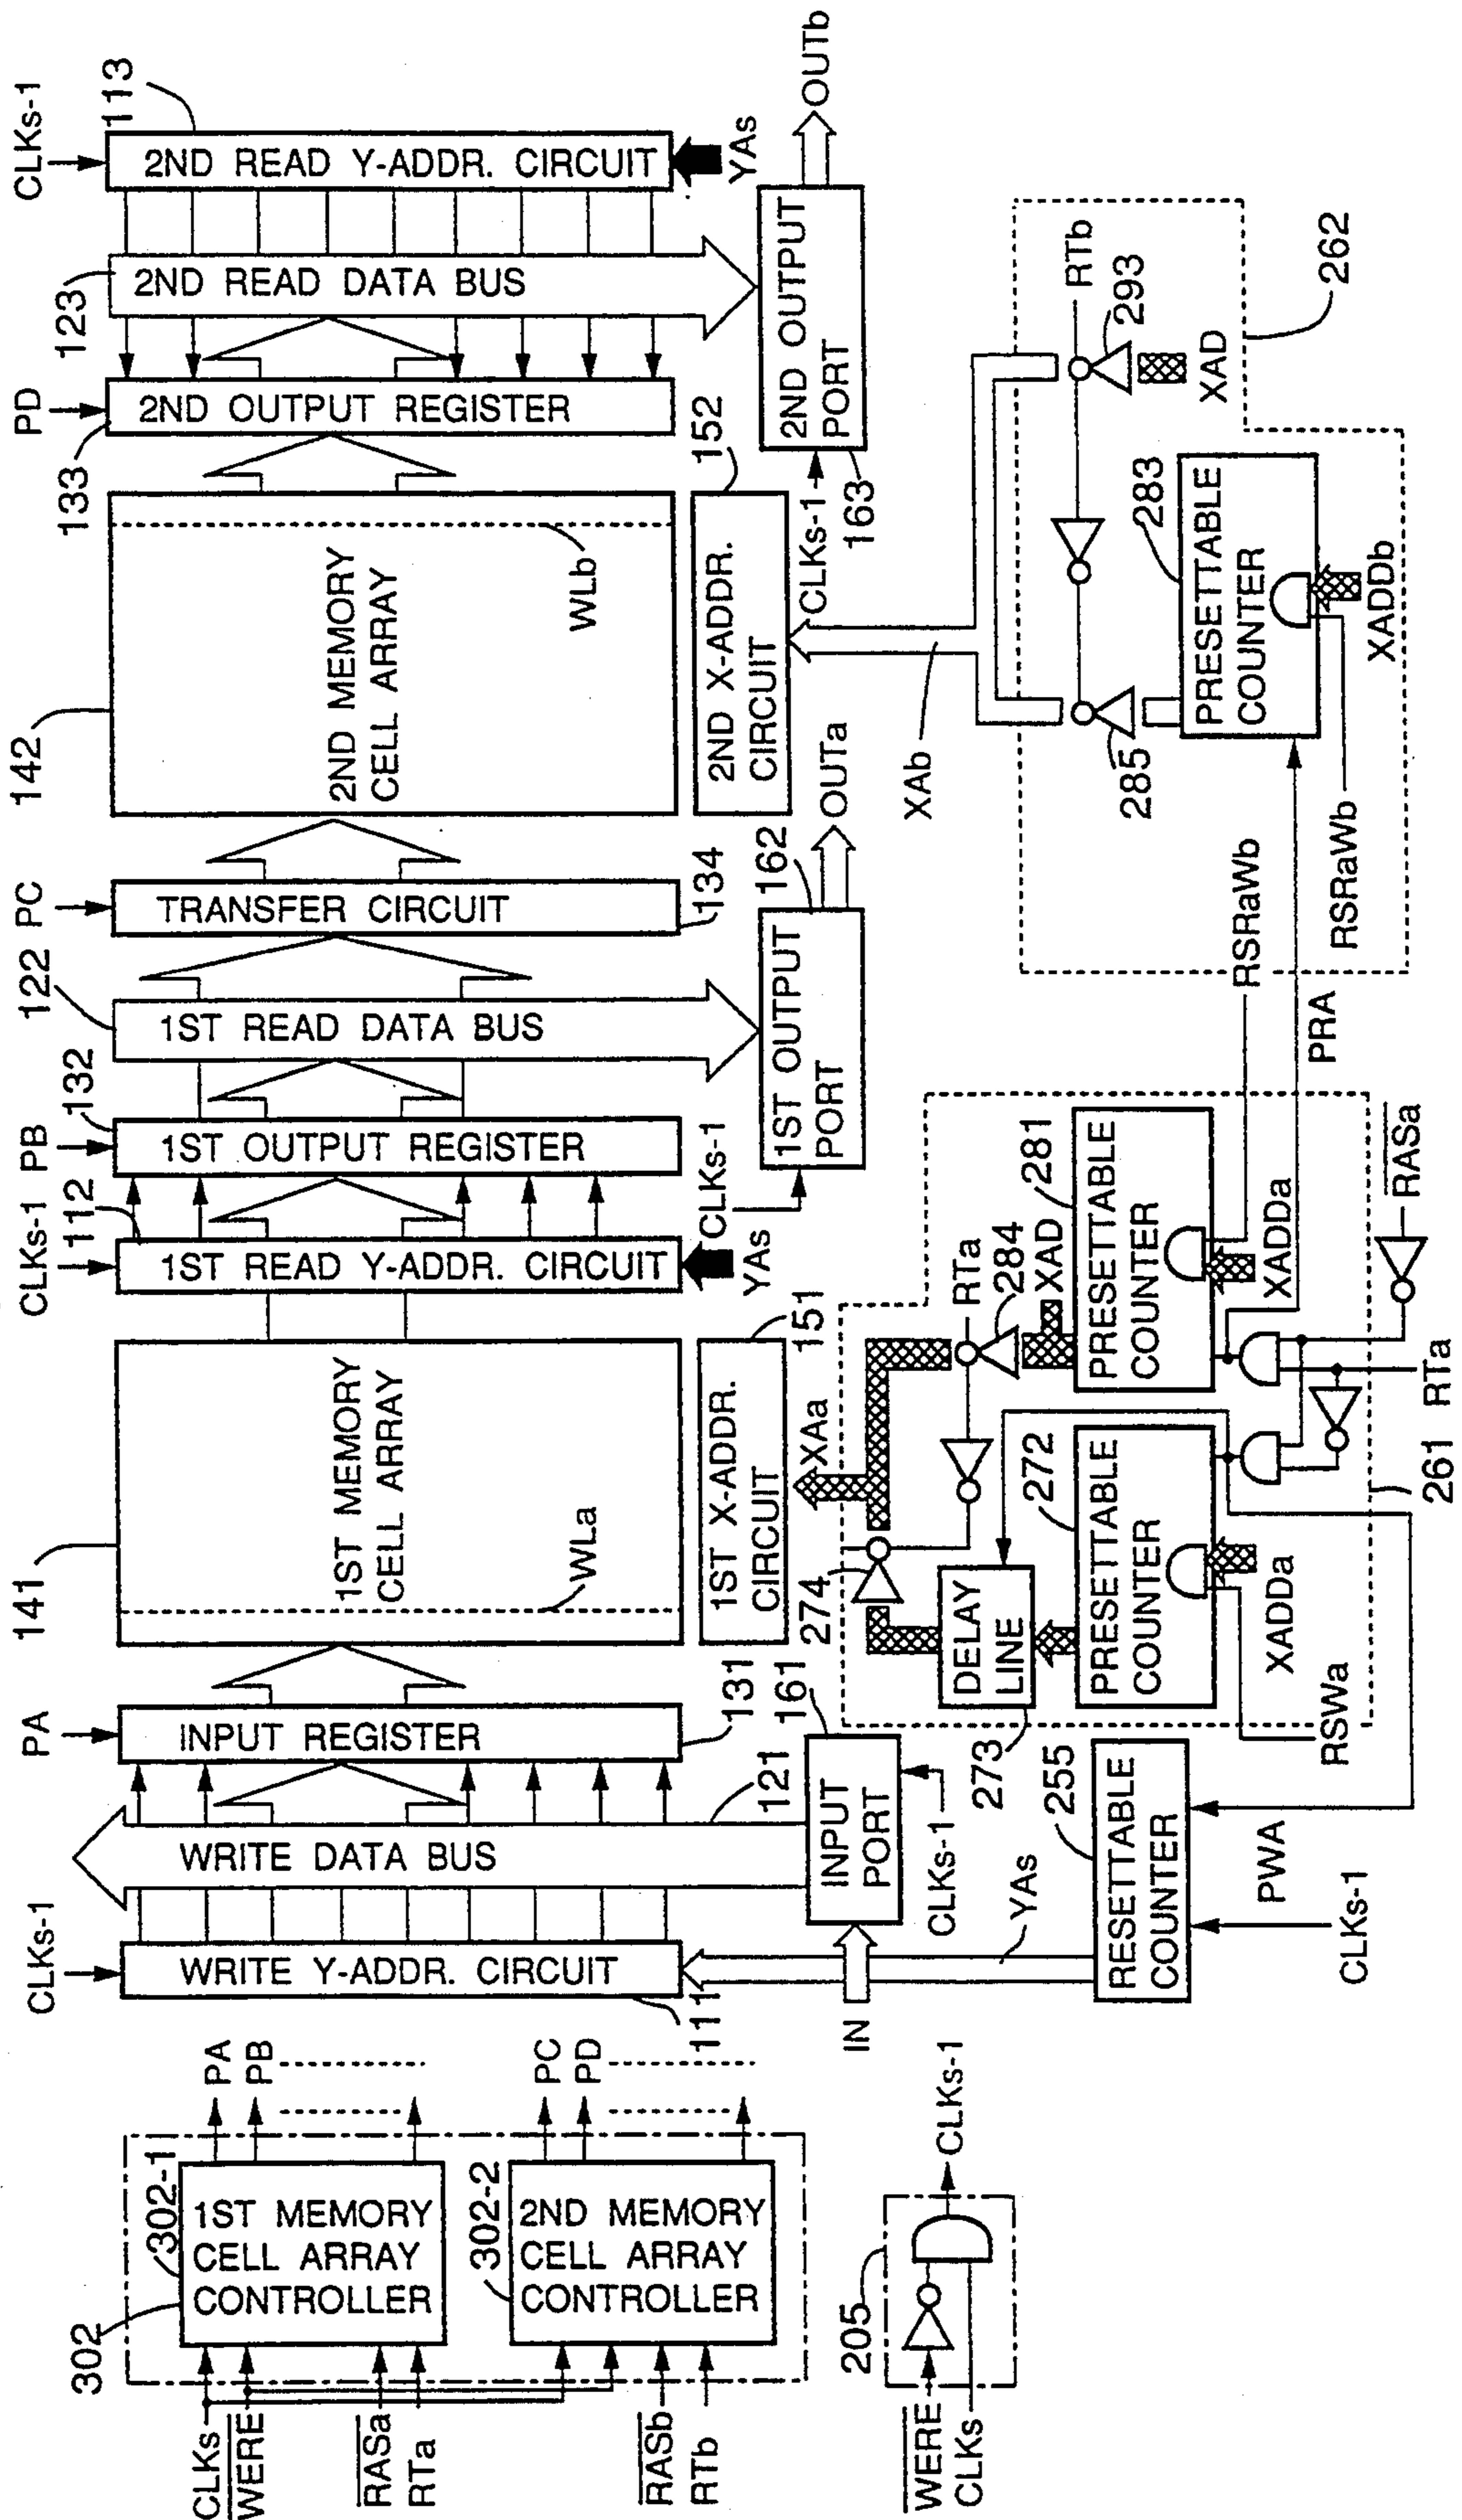 302
302-1
1ST MEMORY
CELL ARRAY
CONTROLLER
302-2
2ND MEMORY
CELL ARRAY
CONTROLLER
CLKs
WERE
RASa
RTa
RASb
RTb
PA
PB
PC
PD
205
WERE
CLKs
CLKs-1
CLKs-1
WRITE Y-ADDR. CIRCUIT
111
WRITE DATA BUS
121
PA
INPUT REGISTER
131
141
1ST MEMORY
CELL ARRAY
WLa
CLKs-1
112
1ST READ Y-ADDR. CIRCUIT
YAs
PB
132
1ST OUTPUT REGISTER
122
1ST READ DATA BUS
PC
TRANSFER CIRCUIT
134
142
2ND MEMORY
CELL ARRAY
WLb
133
PD
2ND OUTPUT REGISTER
123
2ND READ DATA BUS
CLKs-1
113
2ND READ Y-ADDR. CIRCUIT
YAs
IN
INPUT
PORT
161
CLKs-1
YAs
1ST X-ADDR.
CIRCUIT
151
XAa
CLKs-1
1ST OUTPUT
PORT
162
OUTa
2ND X-ADDR.
CIRCUIT
152
XAb
CLKs-1
2ND OUTPUT
PORT
163
OUTb
RESETTABLE
COUNTER
255
PWA
CLKs-1
274
DELAY
LINE
273
PRESETTABLE
COUNTER
272
RSWa
XADDa
RTa
284
XAD
PRESETTABLE
COUNTER
281
XADDa
261
RTa
RASa
PRA
RSRaWb
285
PRESETTABLE
COUNTER
283
RSRaWb
XADDb
RTb
293
XAD
262